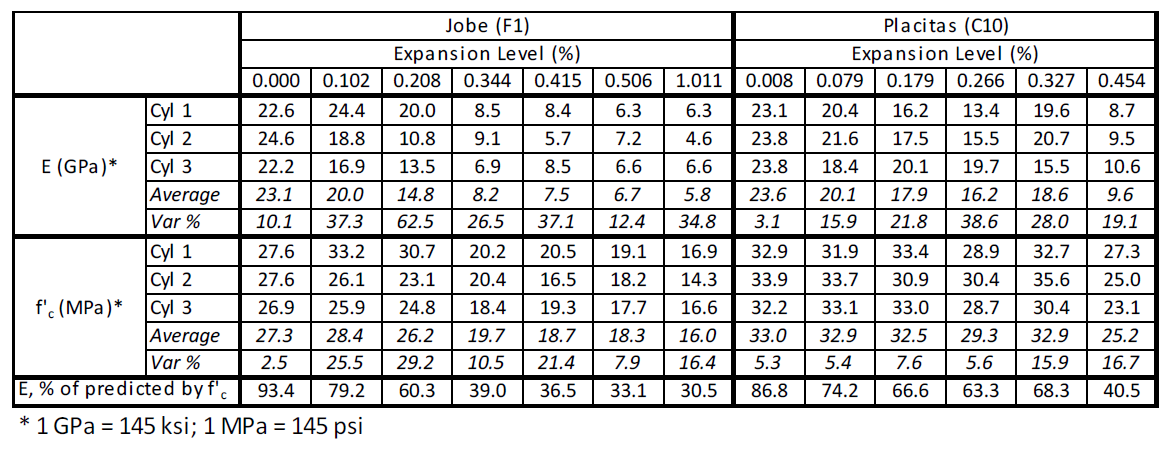 Jobe (F1) Placitas (C10)
Expansion Level (%) Expansion Level (%)
0.000 0.102 0.208 0.344 0.415 0.506 1.011 0.008 0.079 0.179 0.266 0.327 0.454
E (GPa)*
Cyl 1 22.6 24.4 20.0 8.5 8.4 6.3 6.3 23.1 20.4 16.2 13.4 19.6 8.7
Cyl 2 24.6 18.8 10.8 9.1 5.7 7.2 4.6 23.8 21.6 17.5 15.5 20.7 9.5
Cyl 3 22.2 16.9 13.5 6.9 8.5 6.6 6.6 23.8 18.4 20.1 19.7 15.5 10.6
Average 23.1 20.0 14.8 8.2 7.5 6.7 5.8 23.6 20.1 17.9 16.2 18.6 9.6
Var % 10.1 37.3 62.5 26.5 37.1 12.4 34.8 3.1 15.9 21.8 38.6 28.0 19.1
f'c (MPa)*
Cyl 1 27.6 33.2 30.7 20.2 20.5 19.1 16.9 32.9 31.9 33.4 28.9 32.7 27.3
Cyl 2 27.6 26.1 23.1 20.4 16.5 18.2 14.3 33.9 33.7 30.9 30.4 35.6 25.0
Cyl 3 26.9 25.9 24.8 18.4 19.3 17.7 16.6 32.2 33.1 33.0 28.7 30.4 23.1
Average 27.3 28.4 26.2 19.7 18.7 18.3 16.0 33.0 32.9 32.5 29.3 32.9 25.2
Var % 2.5 25.5 29.2 10.5 21.4 7.9 16.4 5.3 5.4 7.6 5.6 15.9 16.7
E, % of predicted by f'c 93.4 79.2 60.3 39.0 36.5 33.1 30.5 86.8 74.2 66.6 63.3 68.3 40.5
* 1 GPa = 145 ksi; 1 MPa = 145 psi